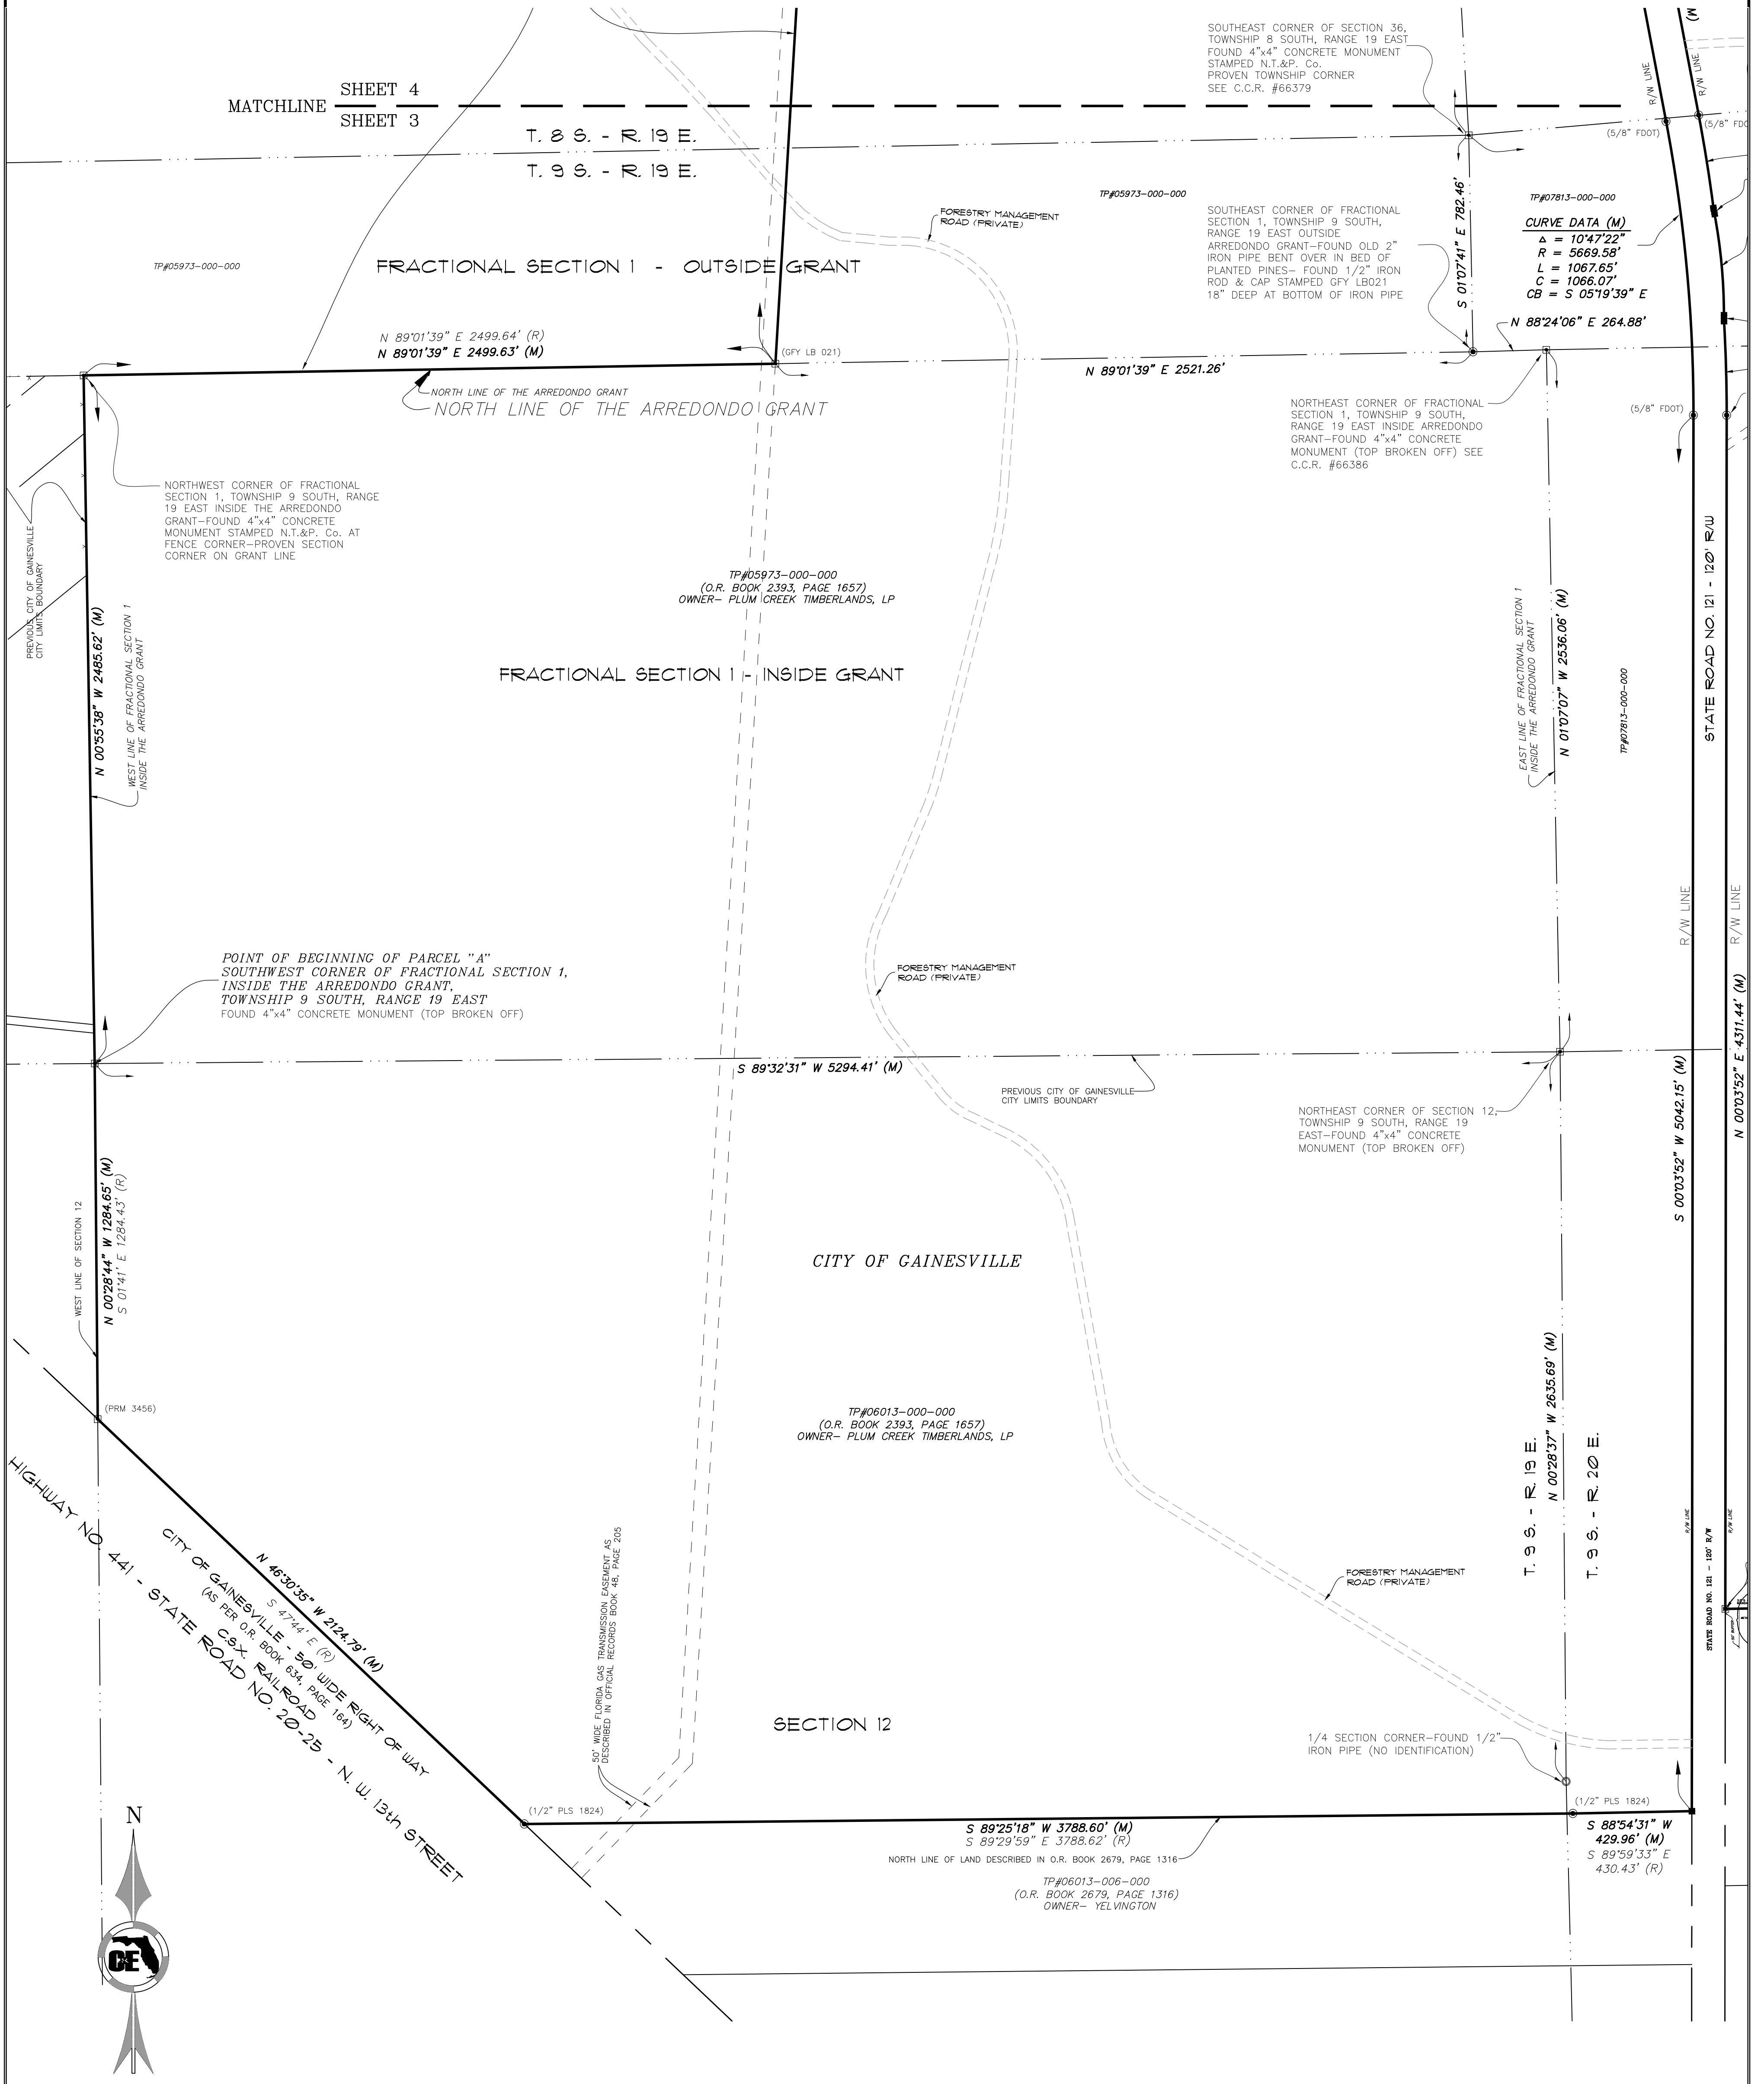 SHEET 4
MATCHLINE
SHEET 3
T. 8 S. - R. 19 E.
T. 9 S. - R. 19 E.
SOUTHEAST CORNER OF SECTION 36,
TOWNSHIP 8 SOUTH, RANGE 19 EAST
FOUND 4"x4" CONCRETE MONUMENT
STAMPED N.T.&P. Co.
PROVEN TOWNSHIP CORNER
SEE C.C.R. #66379
(M)
R/W LINE
R/W LINE
(5/8" FDOT)
(5/8" FDO
TP#05973-000-000
FORESTRY MANAGEMENT
ROAD (PRIVATE)
TP#05973-000-000
FRACTIONAL SECTION 1 - OUTSIDE GRANT
SOUTHEAST CORNER OF FRACTIONAL
SECTION 1, TOWNSHIP 9 SOUTH,
RANGE 19 EAST OUTSIDE
ARREDONDO GRANT-FOUND OLD 2"
IRON PIPE BENT OVER IN BED OF
PLANTED PINES- FOUND 1/2" IRON
ROD & CAP STAMPED GFY LB021
18" DEEP AT BOTTOM OF IRON PIPE
S 01°07'41" E 782.46'
TP#07813-000-000
CURVE DATA (M)
Δ = 10°47'22"
R = 5669.58'
L = 1067.65'
C = 1066.07'
CB = S 05°19'39" E
N 88°24'06" E 264.88'
N 89°01'39" E 2499.64' (R)
N 89°01'39" E 2499.63' (M)
(GFY LB 021)
N 89°01'39" E 2521.26'
NORTH LINE OF THE ARREDONDO GRANT
NORTH LINE OF THE ARREDONDO GRANT
NORTHEAST CORNER OF FRACTIONAL
SECTION 1, TOWNSHIP 9 SOUTH,
RANGE 19 EAST INSIDE ARREDONDO
GRANT-FOUND 4"x4" CONCRETE
MONUMENT (TOP BROKEN OFF) SEE
C.C.R. #66386
(5/8" FDOT)
NORTHWEST CORNER OF FRACTIONAL
SECTION 1, TOWNSHIP 9 SOUTH, RANGE
19 EAST INSIDE THE ARREDONDO
GRANT-FOUND 4"x4" CONCRETE
MONUMENT STAMPED N.T.&P. Co. AT
FENCE CORNER-PROVEN SECTION
CORNER ON GRANT LINE
PREVIOUS CITY OF GAINESVILLE
CITY LIMITS BOUNDARY
TP#05973-000-000
(O.R. BOOK 2393, PAGE 1657)
OWNER- PLUM CREEK TIMBERLANDS, LP
N 00°55'38" W 2485.62' (M)
WEST LINE OF FRACTIONAL SECTION 1
INSIDE THE ARREDONDO GRANT
FRACTIONAL SECTION 1 - INSIDE GRANT
EAST LINE OF FRACTIONAL SECTION 1
INSIDE THE ARREDONDO GRANT
N 01°07'07" W 2536.06' (M)
TP#07813-000-000
STATE ROAD NO. 121 - 120' R/W
R/W LINE
R/W LINE
POINT OF BEGINNING OF PARCEL "A"
SOUTHWEST CORNER OF FRACTIONAL SECTION 1,
INSIDE THE ARREDONDO GRANT,
TOWNSHIP 9 SOUTH, RANGE 19 EAST
FOUND 4"x4" CONCRETE MONUMENT (TOP BROKEN OFF)
FORESTRY MANAGEMENT
ROAD (PRIVATE)
S 89°32'31" W 5294.41' (M)
PREVIOUS CITY OF GAINESVILLE
CITY LIMITS BOUNDARY
NORTHEAST CORNER OF SECTION 12,
TOWNSHIP 9 SOUTH, RANGE 19
EAST-FOUND 4"x4" CONCRETE
MONUMENT (TOP BROKEN OFF)
S 00°03'52" W 5042.15' (M)
N 00°03'52" E 4311.44' (M)
WEST LINE OF SECTION 12
N 00°28'44" W 1284.65' (M)
S 01°41' E 1284.43' (R)
CITY OF GAINESVILLE
(PRM 3456)
TP#06013-000-000
(O.R. BOOK 2393, PAGE 1657)
OWNER- PLUM CREEK TIMBERLANDS, LP
T. 9 S. - R. 19 E.
N 00°28'37" W 2635.69' (M)
T. 9 S. - R. 20 E.
N 46°30'35" W 2124.79' (M)
S 47°44' E (R)
CITY OF GAINESVILLE - 50' WIDE RIGHT OF WAY
(AS PER O.R. BOOK 634, PAGE 164)
C.S.X. RAILROAD
HIGHWAY NO. 441 - STATE ROAD NO. 20-25 - N. W. 13th STREET
50' WIDE FLORIDA GAS TRANSMISSION EASEMENT AS
DESCRIBED IN OFFICIAL RECORDS BOOK 48, PAGE 205
FORESTRY MANAGEMENT
ROAD (PRIVATE)
R/W LINE
STATE ROAD NO. 121 - 120' R/W
R/W LINE
SECTION 12
1/4 SECTION CORNER-FOUND 1/2"
IRON PIPE (NO IDENTIFICATION)
(1/2" PLS 1824)
(1/2" PLS 1824)
S 89°25'18" W 3788.60' (M)
S 89°29'59" E 3788.62' (R)
S 88°54'31" W
429.96' (M)
S 89°59'33" E
430.43' (R)
NORTH LINE OF LAND DESCRIBED IN O.R. BOOK 2679, PAGE 1316
TP#06013-006-000
(O.R. BOOK 2679, PAGE 1316)
OWNER- YELVINGTON
N
CE